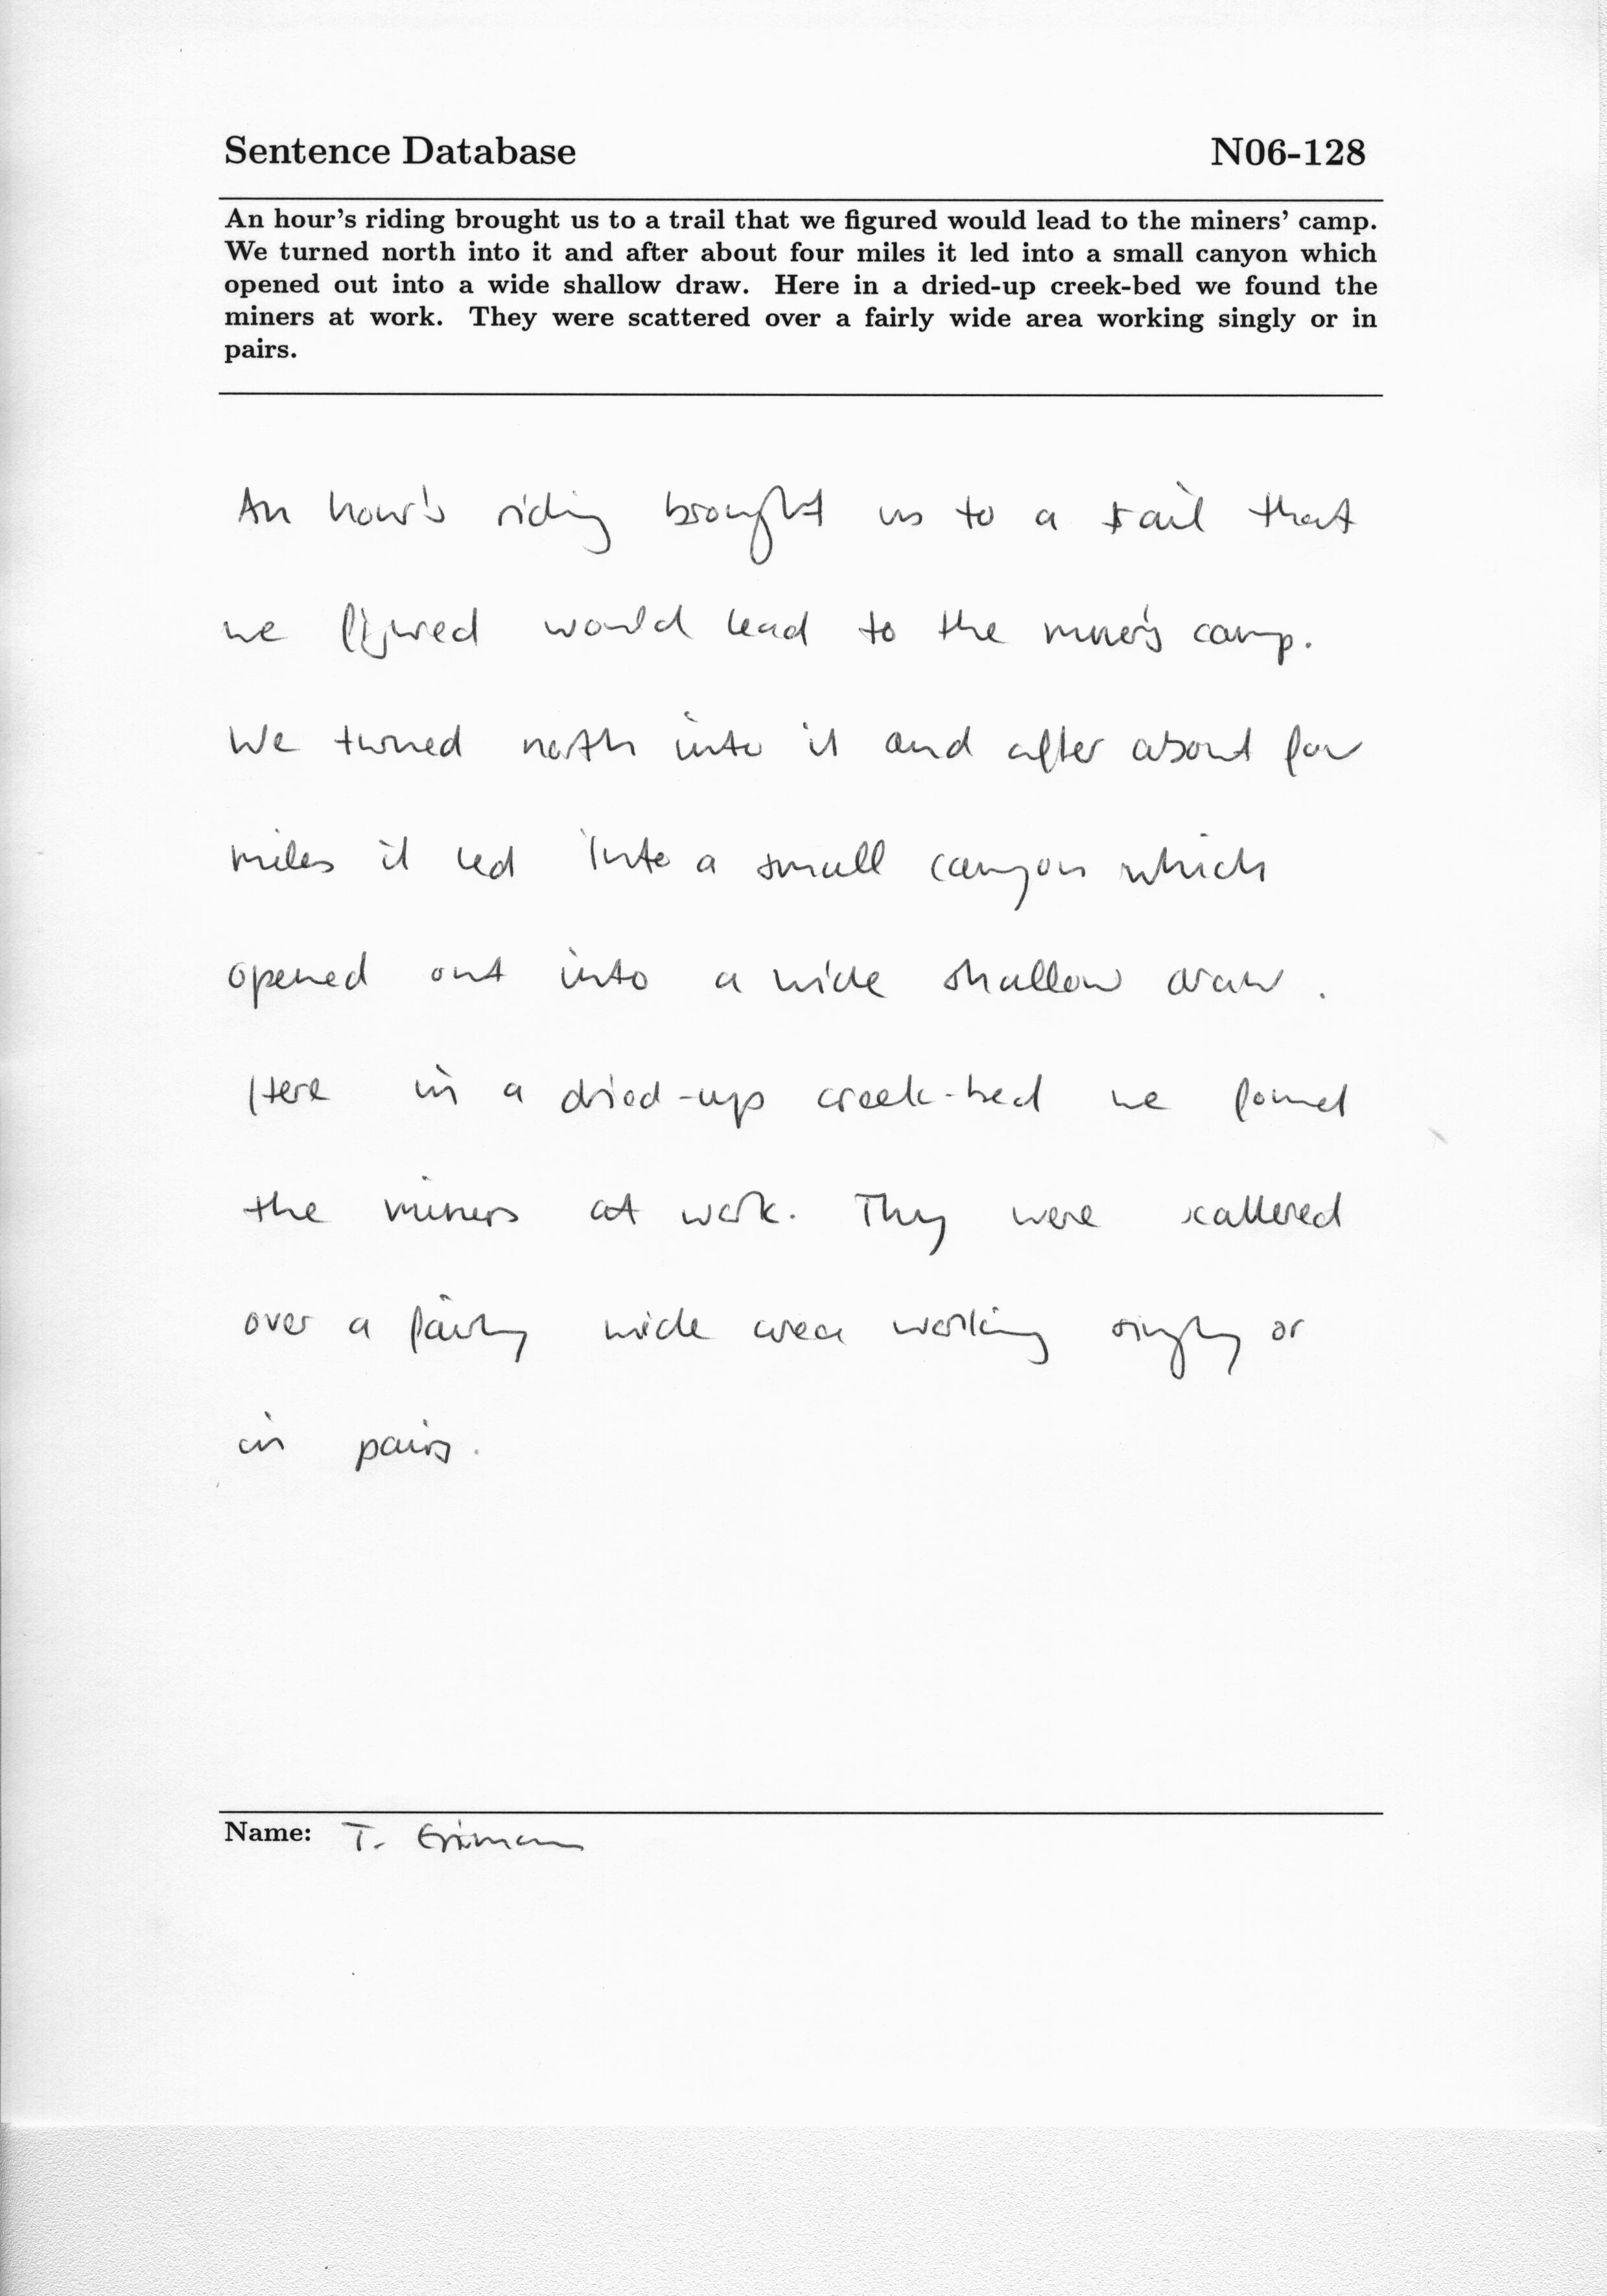 Sentence Database N06-128
An hour's riding brought us to a trail that we figured would lead to the miners' camp.
We turned north into it and after about four miles it led into a small canyon which
opened out into a wide shallow draw. Here in a dried-up creek-bed we found the
miners at work. They were scattered over a fairly wide area working singly or in
pairs.
An hour's riding brought us to a trail that
we figured would lead to the miner's camp.
We turned north into it and after about four
miles it led into a small canyon which
opened out into a wide shallow draw.
Here in a dried-up creek-bed we found
the miners at work. They were scattered
over a fairly wide area working singly or
in pairs.
Name: T.